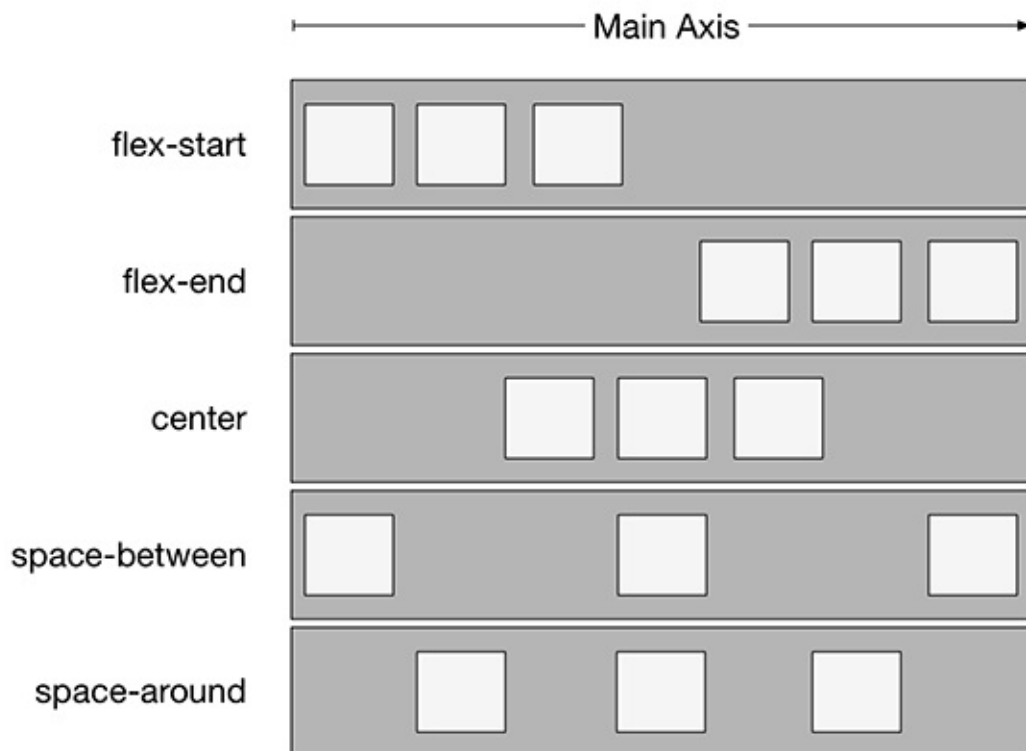 Main Axis
flex-start
flex-end
center
space-between
space-around